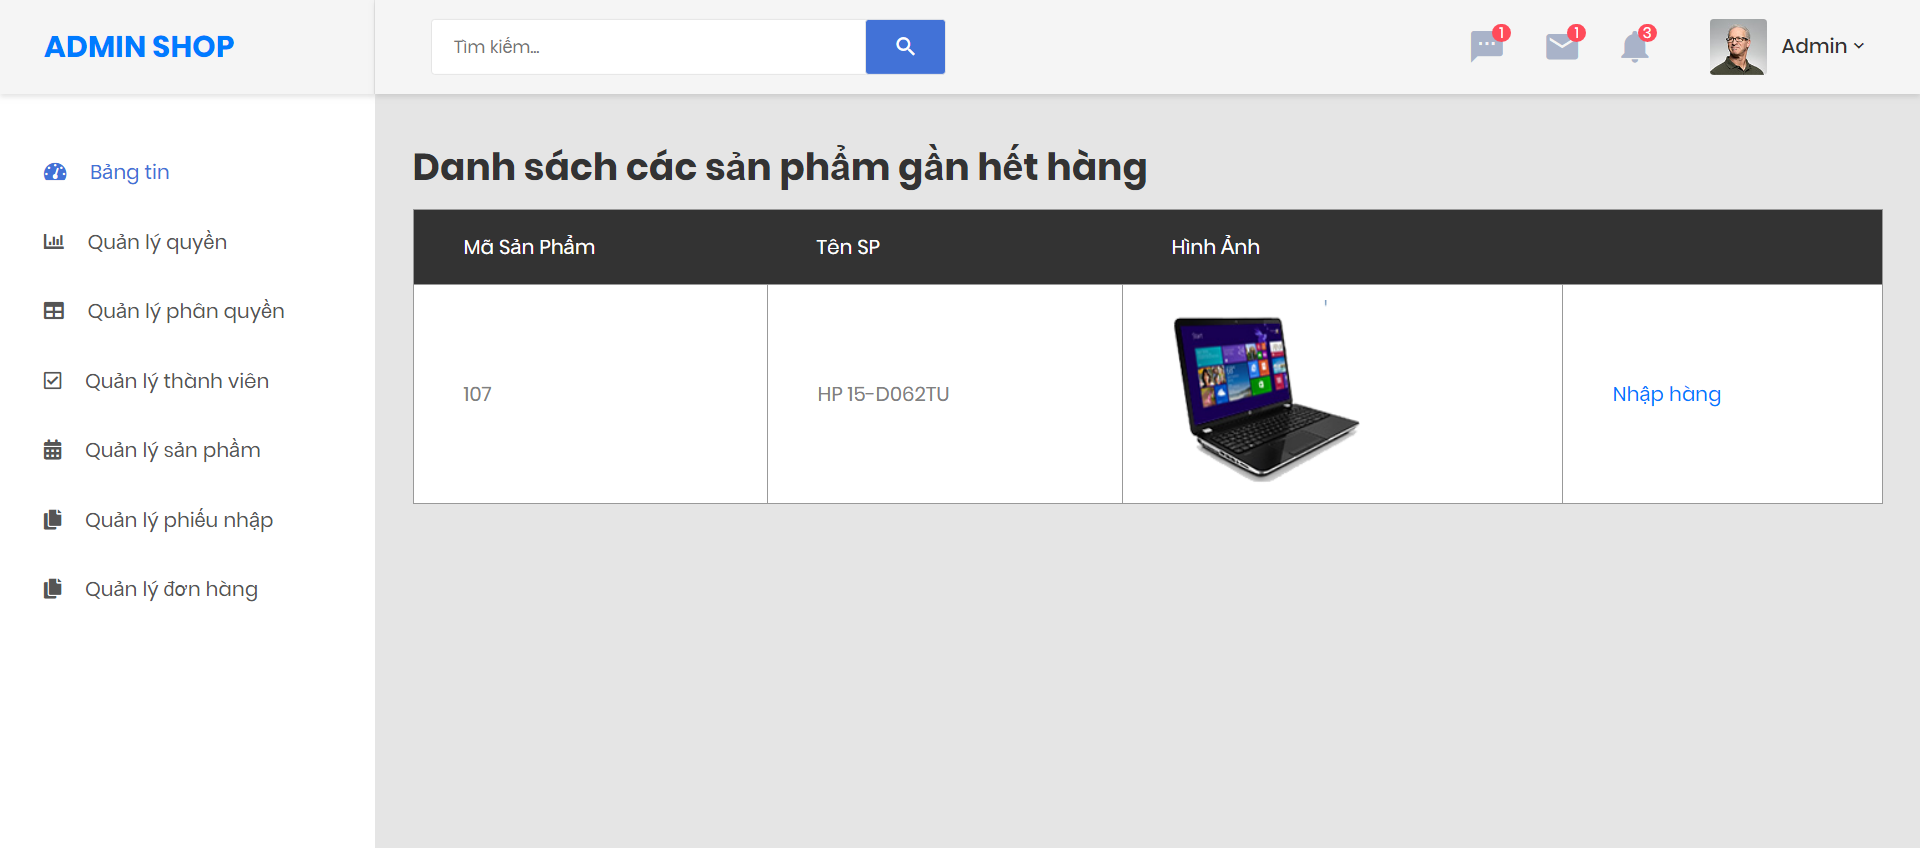 ADMIN SHOP
Tìm kiếm...
1
1
3
Admin
Bảng tin
Quản lý quyền
Quản lý phân quyền
Quản lý thành viên
Quản lý sản phẩm
Quản lý phiếu nhập
Quản lý đơn hàng
Danh sách các sản phẩm gần hết hàng
Mã Sản Phẩm Tên SP Hình Ảnh
'
Start
107 HP 15-D062TU Nhập hàng